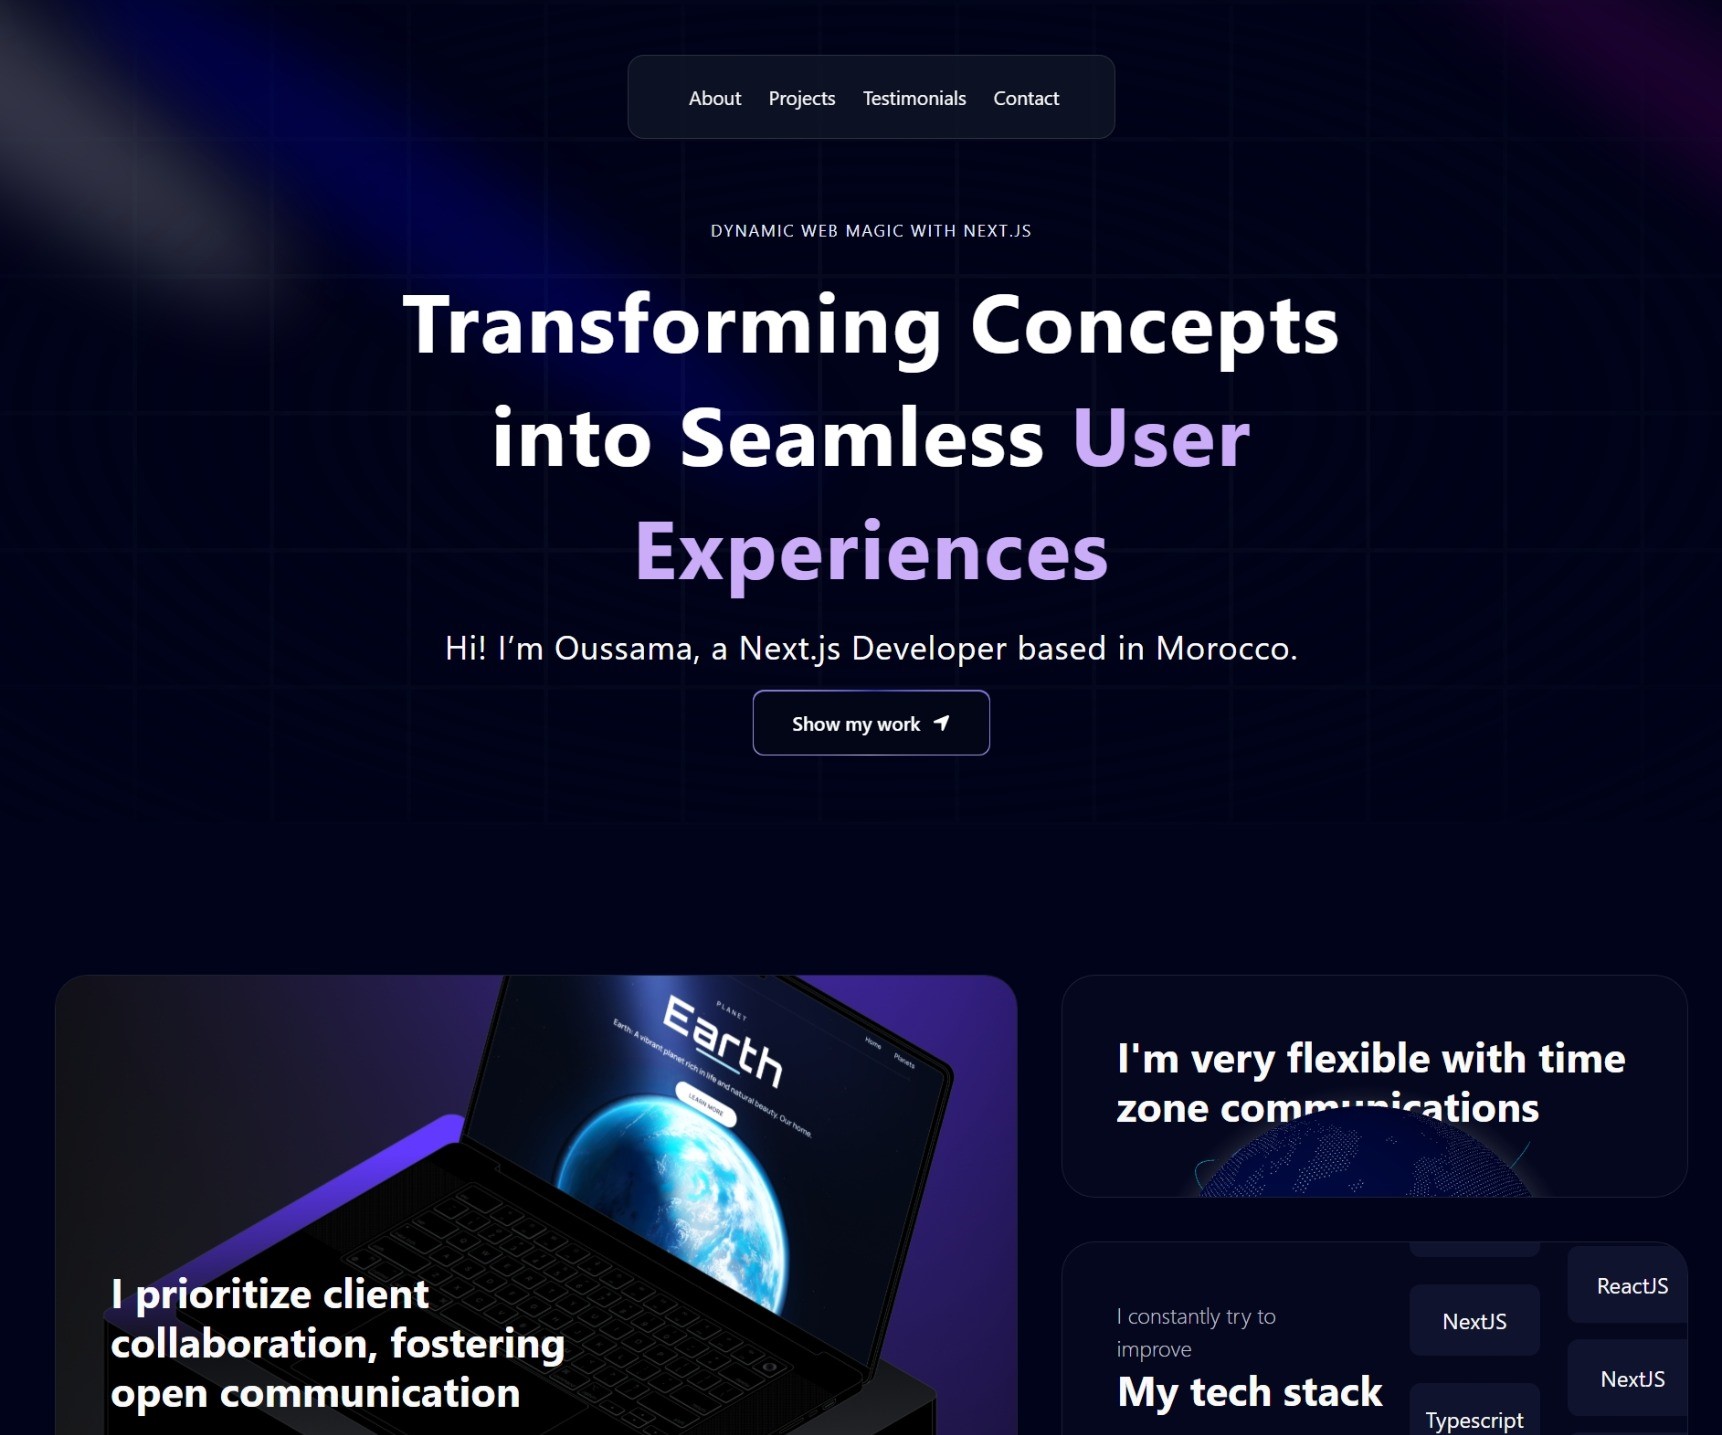 About Projects Testimonials Contact
DYNAMIC WEB MAGIC WITH NEXT.JS
Transforming Concepts
into Seamless User
Experiences
Hi! I’m Oussama, a Next.js Developer based in Morocco.
Show my work
PLANET
Earth
Home Planets
Earth: A vibrant planet rich in life and natural beauty. Our home.
LEARN MORE
I prioritize client
collaboration, fostering
open communication
I'm very flexible with time
zone communications
I constantly try to
improve
My tech stack
NextJS
Typescript
ReactJS
NextJS